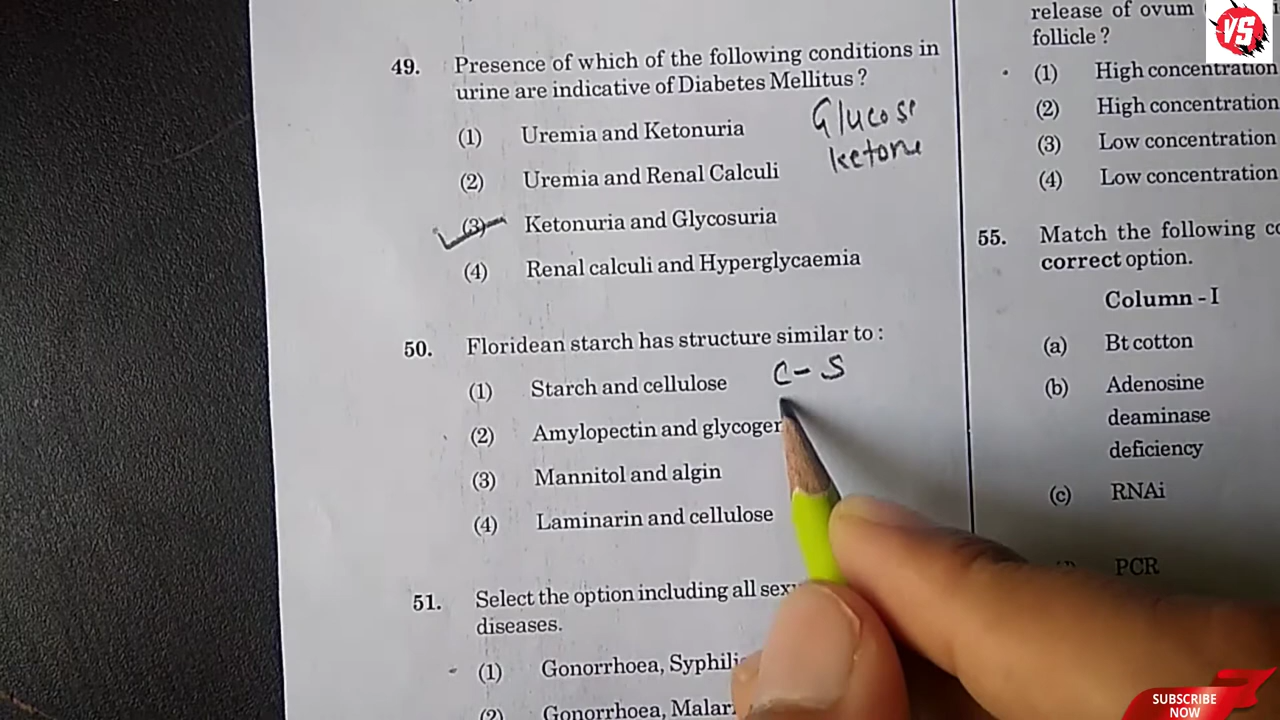 49. Presence of which of the following conditions in
urine are indicative of Diabetes Mellitus ?
(1) Uremia and Ketonuria
(2) Uremia and Renal Calculi
(3) Ketonuria and Glycosuria
(4) Renal calculi and Hyperglycaemia
Glucose
ketone
50. Floridean starch has structure similar to :
C - S
(1) Starch and cellulose
(2) Amylopectin and
(3) Mannitol and algin
(4) Laminarin and cellulose
51. Select the option including all
diseases.
(1) Gonorrhoea,
(2) Gonorrhoea,
release of ovum
follicle ?
(1) High concentration
(2) High concentration
(3) Low concentration
(4) Low concentration
55. Match the following
correct option.
Column - I
(a) Bt cotton
(b) Adenosine
deaminase
deficiency
(c) RNAi
PCR
VS
SUBSCRIBE
NOW